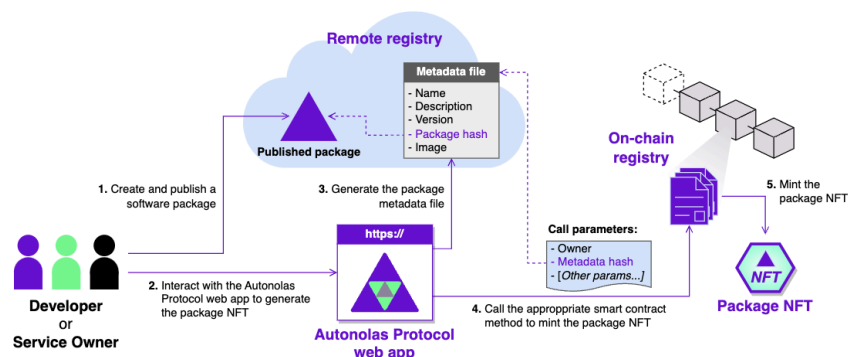 Remote registry
Metadata file
- Name
- Description
- Version
- Package hash
- Image
Published package
On-chain
registry
1. Create and publish a
software package
3. Generate the package
metadata file
5. Mint the
package NFT
https://
Call parameters:
- Owner
- Metadata hash
- [Other params...]
NFT
Package NFT
2. Interact with the Autonolas
Protocol web app to generate
the package NFT
4. Call the approppriate smart contract
method to mint the package NFT
Developer
or
Service Owner
Autonolas Protocol
web app